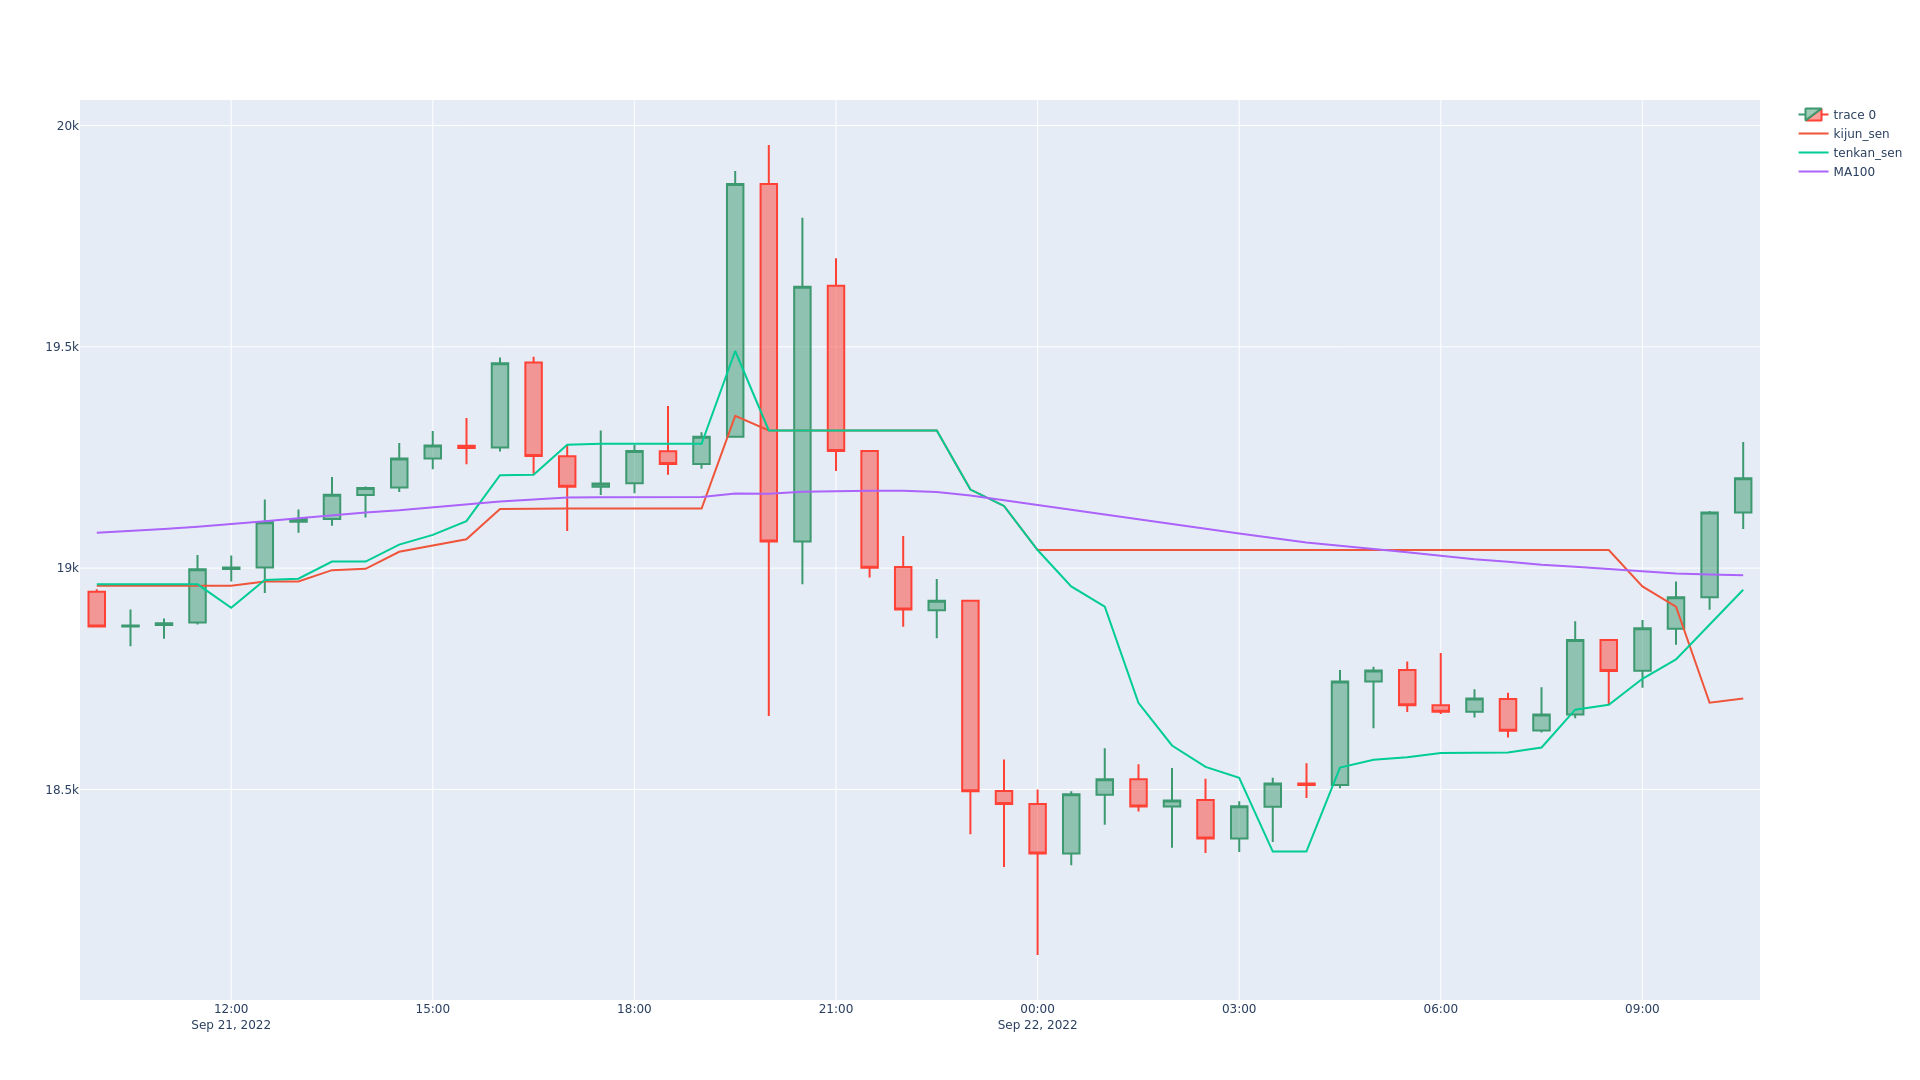 trace 0
kijun_sen
tenkan_sen
MA100
20k
19.5k
19k
18.5k
12:00 15:00 18:00 21:00 00:00 03:00 06:00 09:00
Sep 21, 2022 Sep 22, 2022